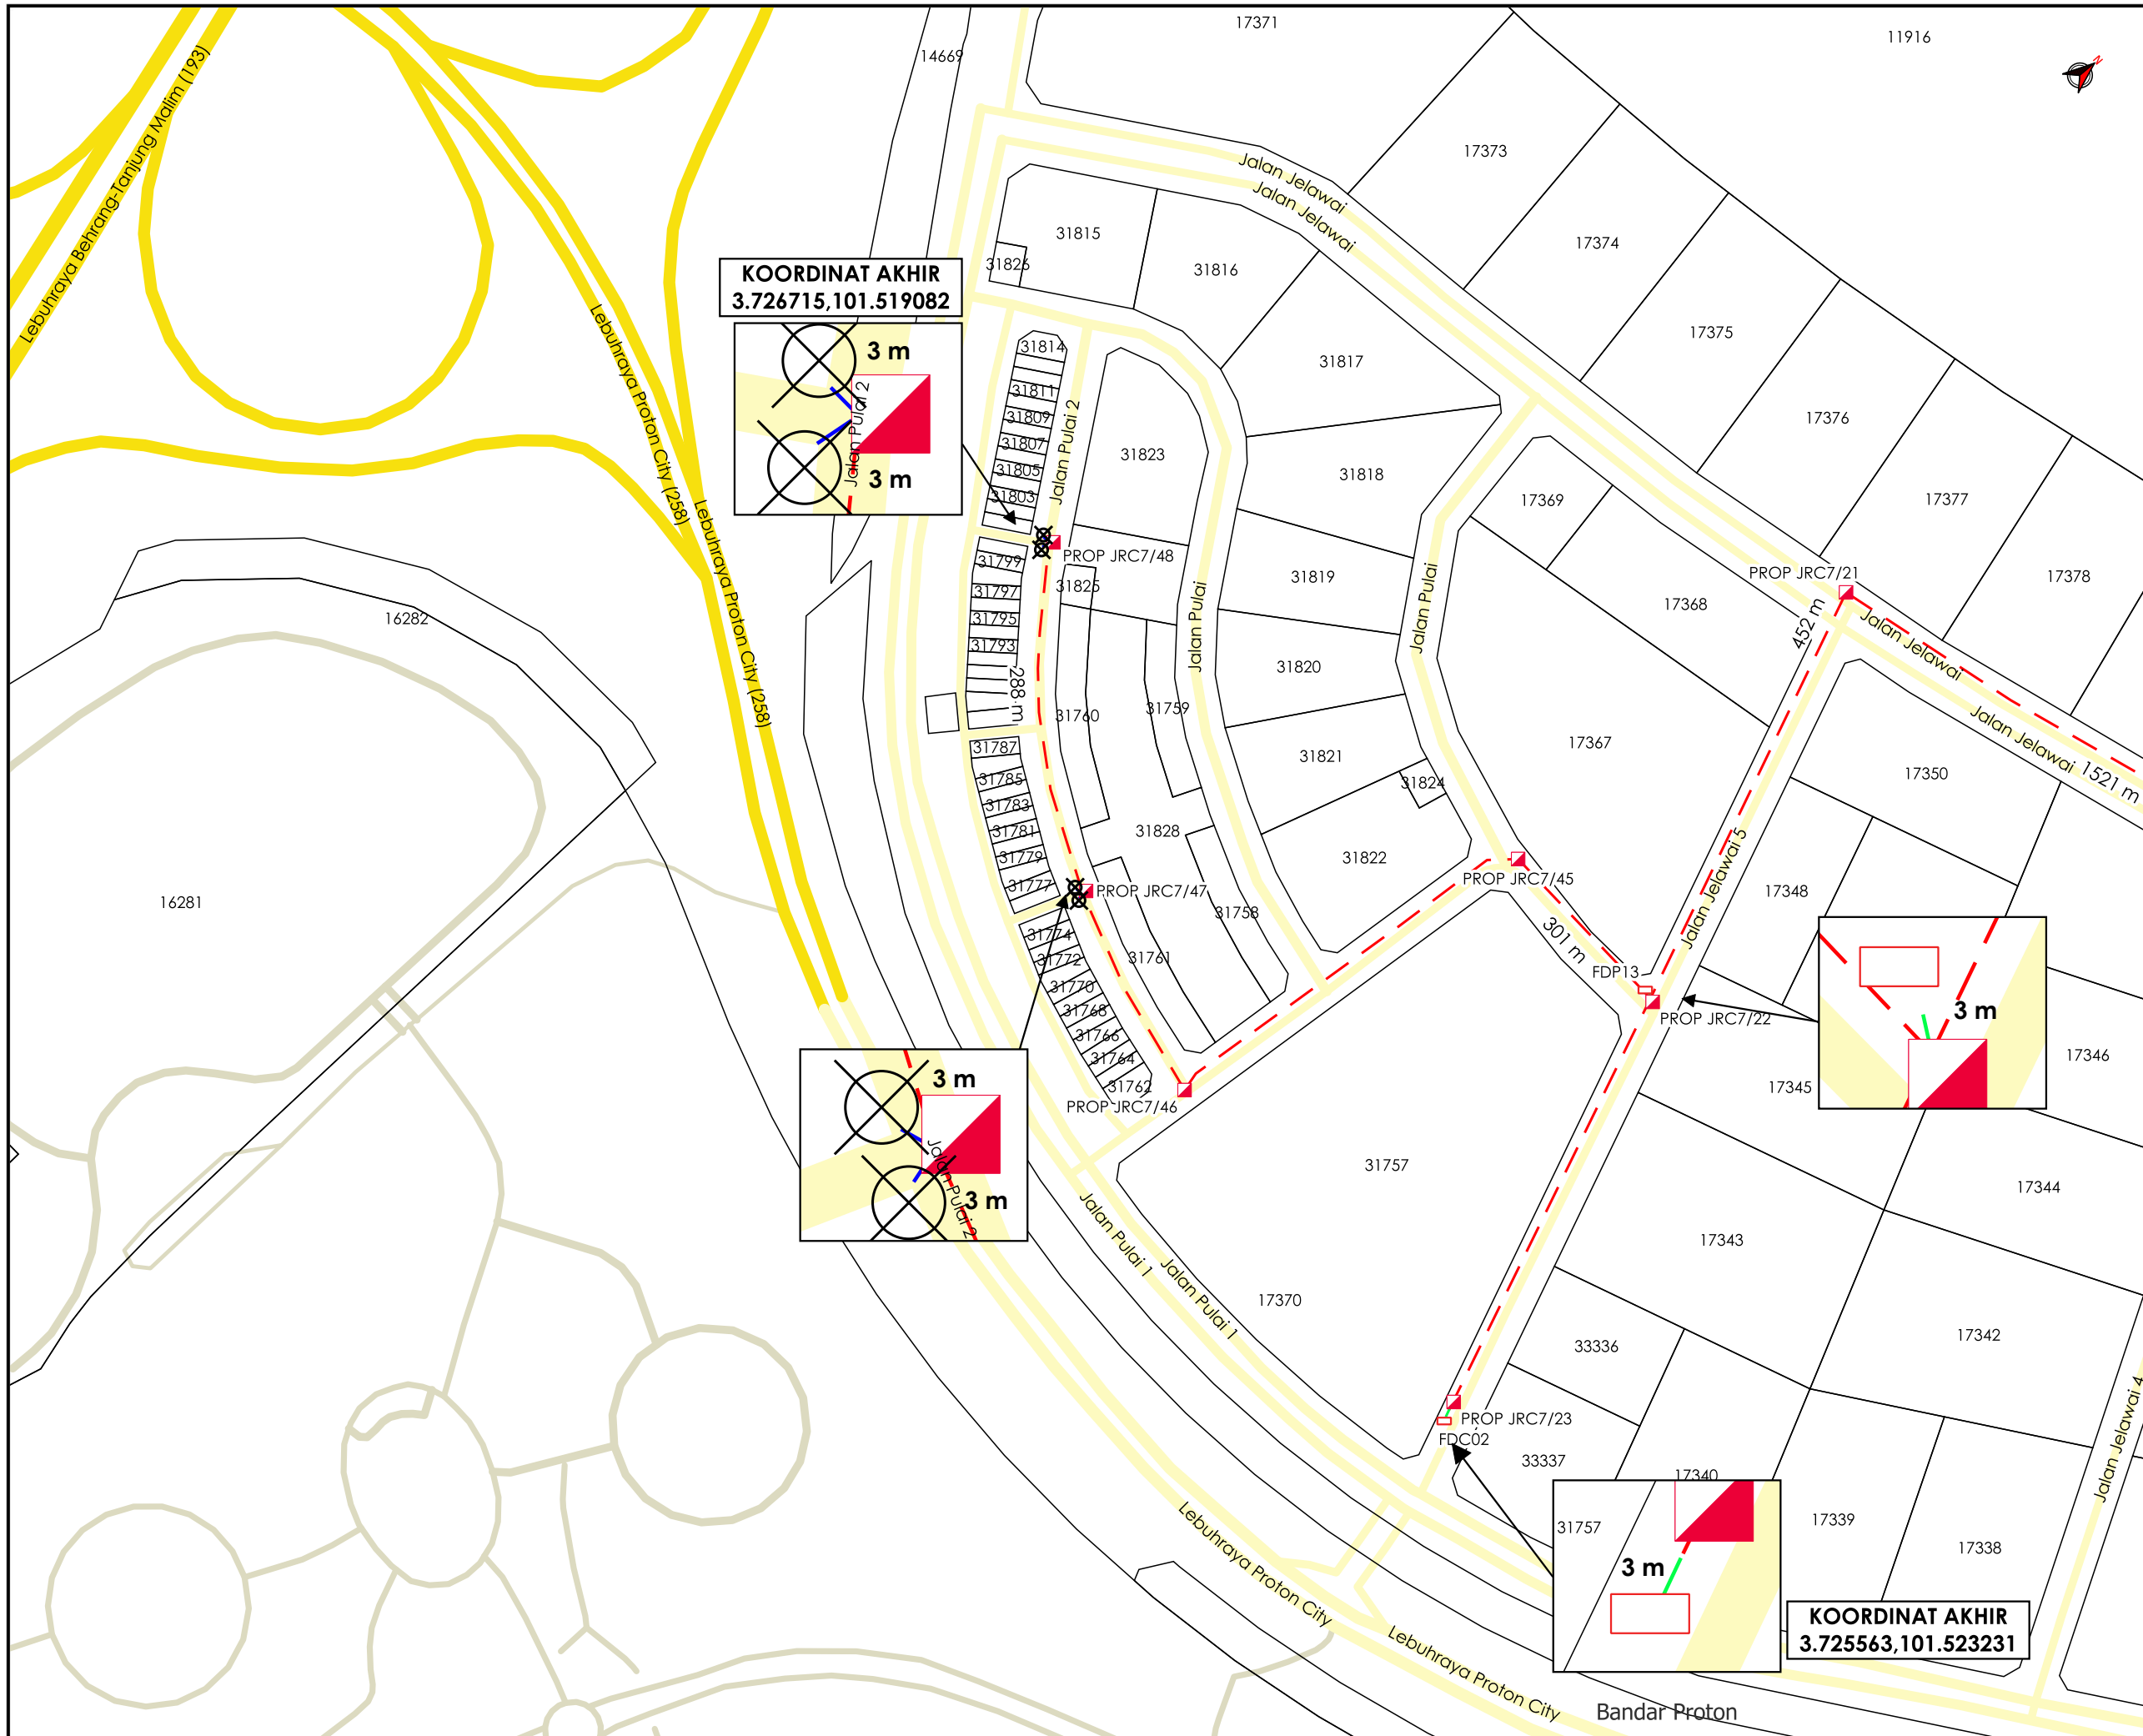 17371
11916
14669
Lebuhraya Behrang-Tanjung Malim (193)
N
17373
Jalan Jelawai
Jalan Jelawai
31815
17374
31826
31816
KOORDINAT AKHIR
3.726715,101.519082
17375
3 m
Jalan Pulai 2
3 m
31814
31817
31811
31809
31807
31805
31803
Jalan Pulai 2
31823
31818
17376
17369
17377
Lebuhraya Proton City (258)
Lebuhraya Proton City (258)
PROP JRC7/48
31799
31825
31797
31795
31793
31819
Jalan Pulai
Jalan Pulai
PROP JRC7/21
17378
17368
452 m
Jalan Jelawai
16282
288 m
31820
31760
31759
17367
Jalan Jelawai
1521 m
31787
31821
31824
17350
31785
31783
31781
31828
31779
31822
31777
PROP JRC7/47
PROP JRC7/45
17348
Jalan Jelawai 5
16281
31758
301 m
31774
31772
31761
FDP13
31770
31768
PROP JRC7/22
3 m
31766
31764
31762
PROP JRC7/46
17345
17346
3 m
Jalan Pulai 2
3 m
31757
17344
Jalan Pulai 1
Jalan Pulai 1
17343
17370
33336
17342
PROP JRC7/23
FDC02
33337
17340
Jalan Jelawai 4
31757
3 m
17339
17338
Lebuhraya Proton City
Lebuhraya Proton City
KOORDINAT AKHIR
3.725563,101.523231
Bandar Proton